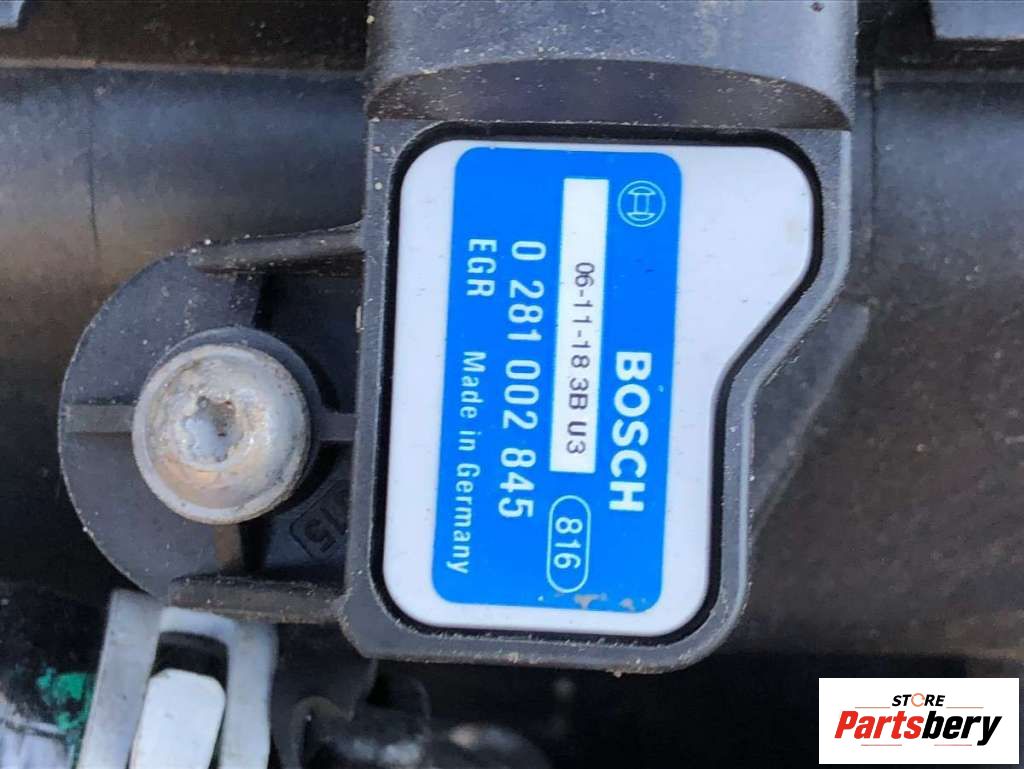 BOSCH
06-11-18 3B U3
816
0 281 002 845
EGR Made in Germany
STORE
Partsbery